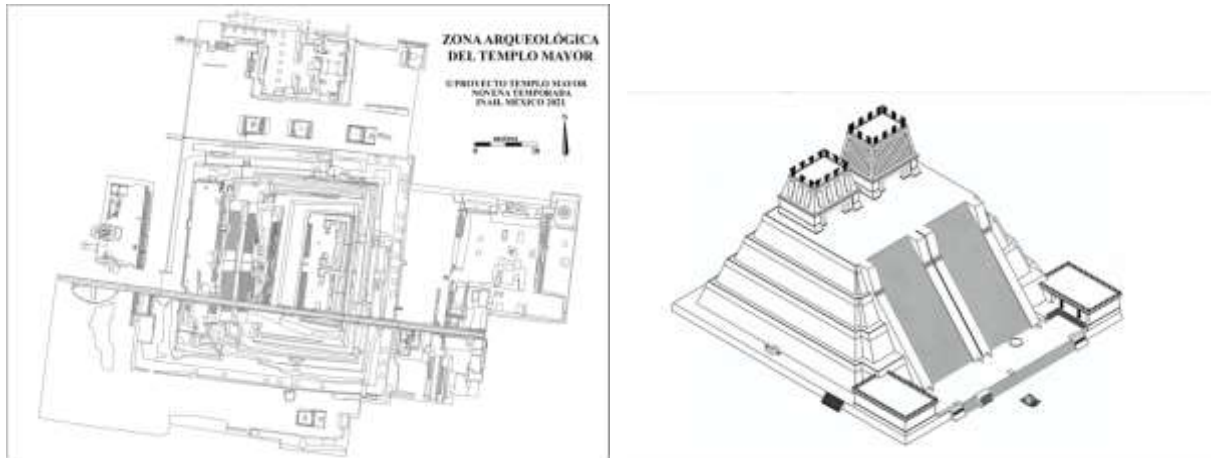 ZONA ARQUEOLÓGICA
DEL TEMPLO MAYOR
©PROYECTO TEMPLO MAYOR
NOVENA TEMPORADA
INAH, MÉXICO 2021